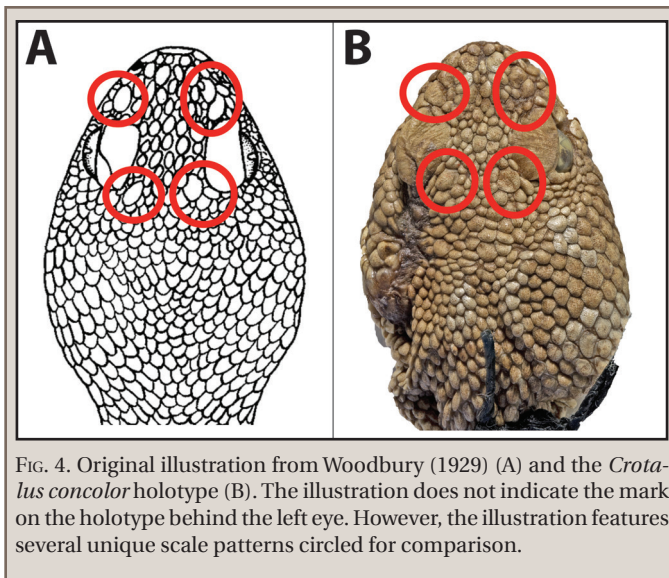 A
B
FIG. 4. Original illustration from Woodbury (1929) (A) and the Crota-
lus concolor holotype (B). The illustration does not indicate the mark
on the holotype behind the left eye. However, the illustration features
several unique scale patterns circled for comparison.